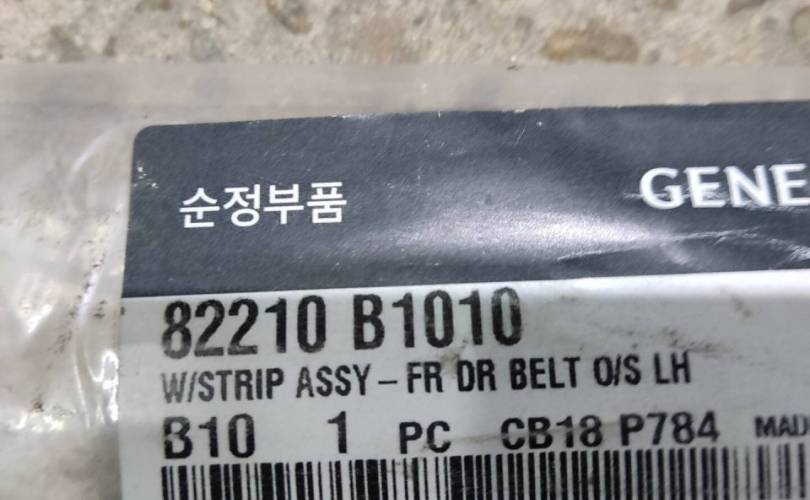 순정부품 GENE
82210 B1010
W/STRIP ASSY-FR DR BELT O/S LH
B10 1 PC CB18 P784 MAD